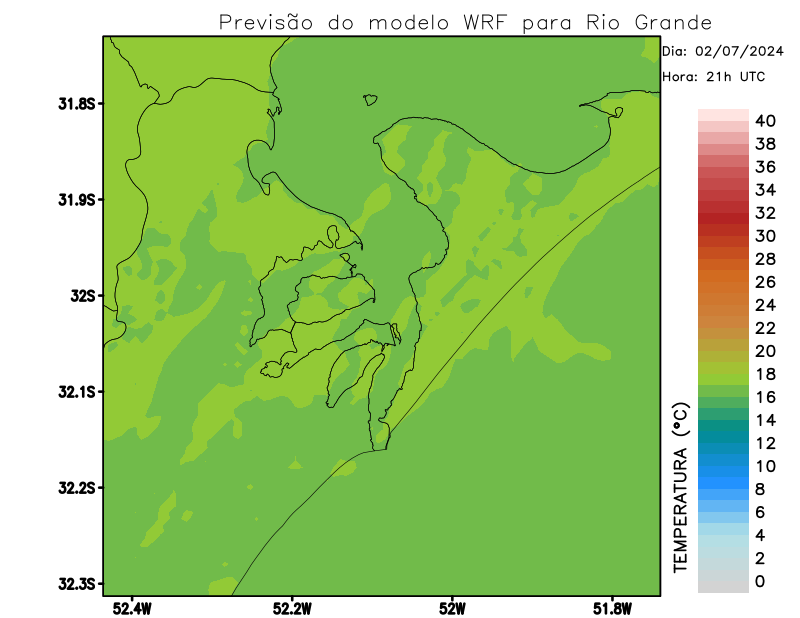 Previsão do modelo WRF para Rio Grande
Dia: 02/07/2024
Hora: 21h UTC
31.8S
31.9S
32S
32.1S
32.2S
32.3S
52.4W
52.2W
52W
51.8W
40
38
36
34
32
30
28
26
24
22
20
18
16
14
12
10
8
6
4
2
0
TEMPERATURA (°C)